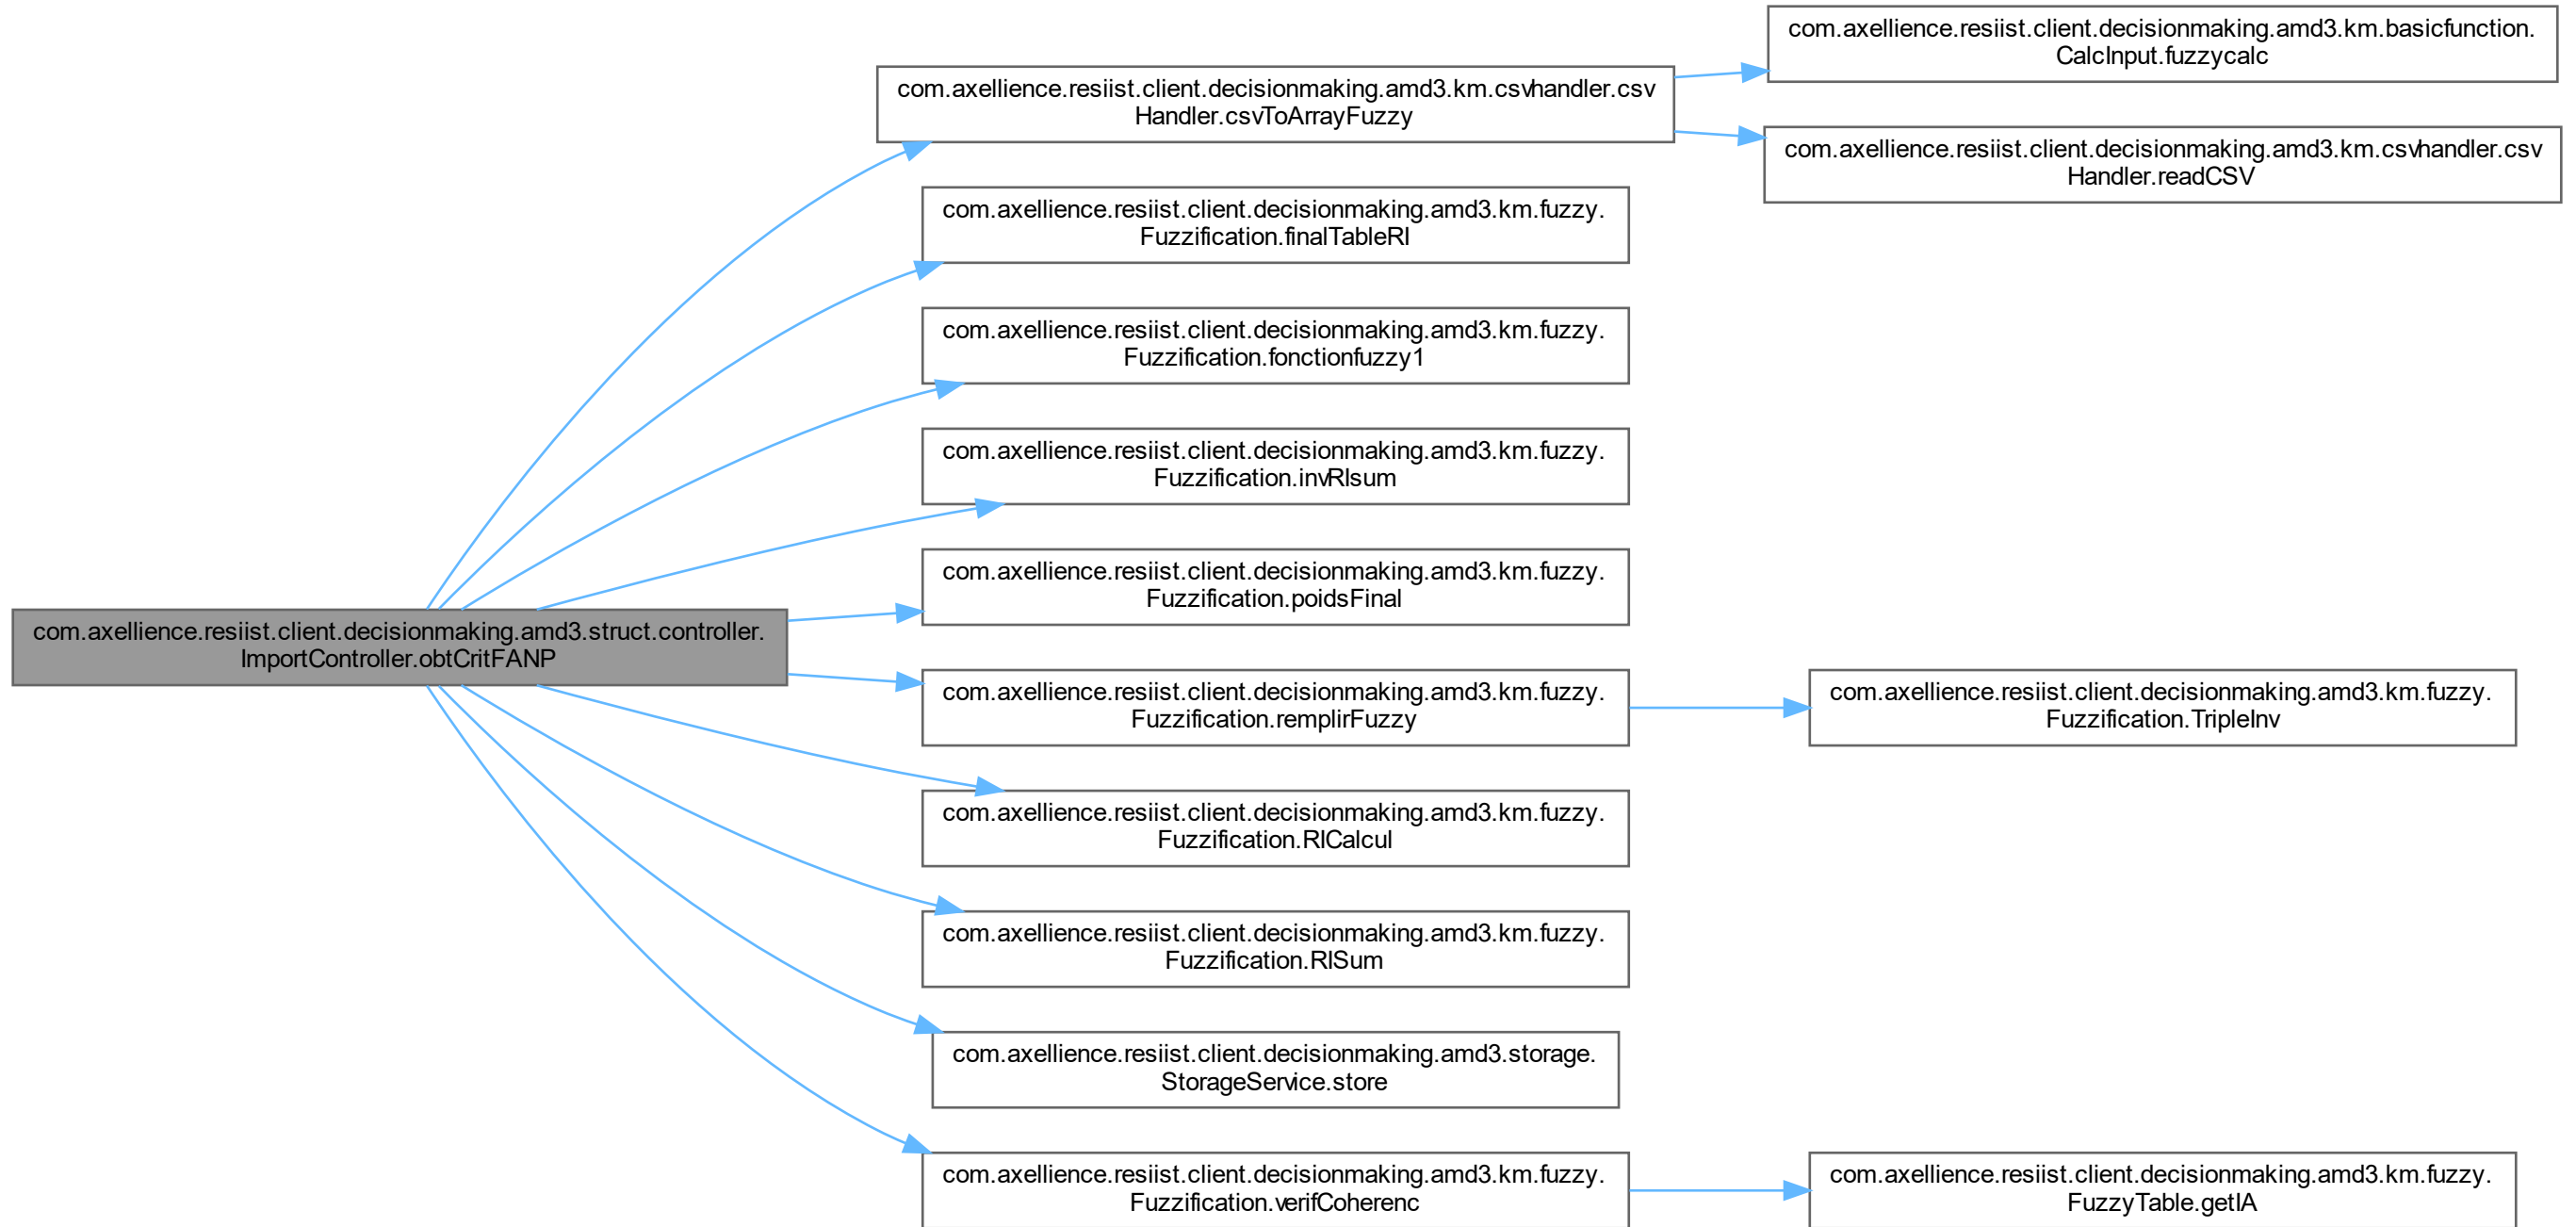 com.axellience.resiist.client.decisionmaking.amd3.struct.controller.
ImportController.obtCritFANP
com.axellience.resiist.client.decisionmaking.amd3.km.csvhandler.csv
Handler.csvToArrayFuzzy
com.axellience.resiist.client.decisionmaking.amd3.km.basicfunction.
CalcInput.fuzzycalc
com.axellience.resiist.client.decisionmaking.amd3.km.csvhandler.csv
Handler.readCSV
com.axellience.resiist.client.decisionmaking.amd3.km.fuzzy.
Fuzzification.finalTableRI
com.axellience.resiist.client.decisionmaking.amd3.km.fuzzy.
Fuzzification.fonctionfuzzy1
com.axellience.resiist.client.decisionmaking.amd3.km.fuzzy.
Fuzzification.invRIsum
com.axellience.resiist.client.decisionmaking.amd3.km.fuzzy.
Fuzzification.poidsFinal
com.axellience.resiist.client.decisionmaking.amd3.km.fuzzy.
Fuzzification.remplirFuzzy
com.axellience.resiist.client.decisionmaking.amd3.km.fuzzy.
Fuzzification.TripleInv
com.axellience.resiist.client.decisionmaking.amd3.km.fuzzy.
Fuzzification.RICalcul
com.axellience.resiist.client.decisionmaking.amd3.km.fuzzy.
Fuzzification.RISum
com.axellience.resiist.client.decisionmaking.amd3.storage.
StorageService.store
com.axellience.resiist.client.decisionmaking.amd3.km.fuzzy.
Fuzzification.verifCoherenc
com.axellience.resiist.client.decisionmaking.amd3.km.fuzzy.
FuzzyTable.getIA